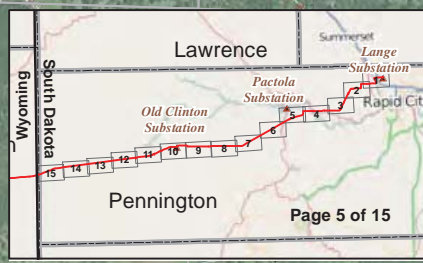 Summerset
Lawrence
Lange
Substation
Pactola
Substation
Wyoming
South Dakota
Old Clinton
Substation
Rapid City
1
2
3
4
5
6
7
8
9
10
11
12
13
14
15
Pennington
Page 5 of 15